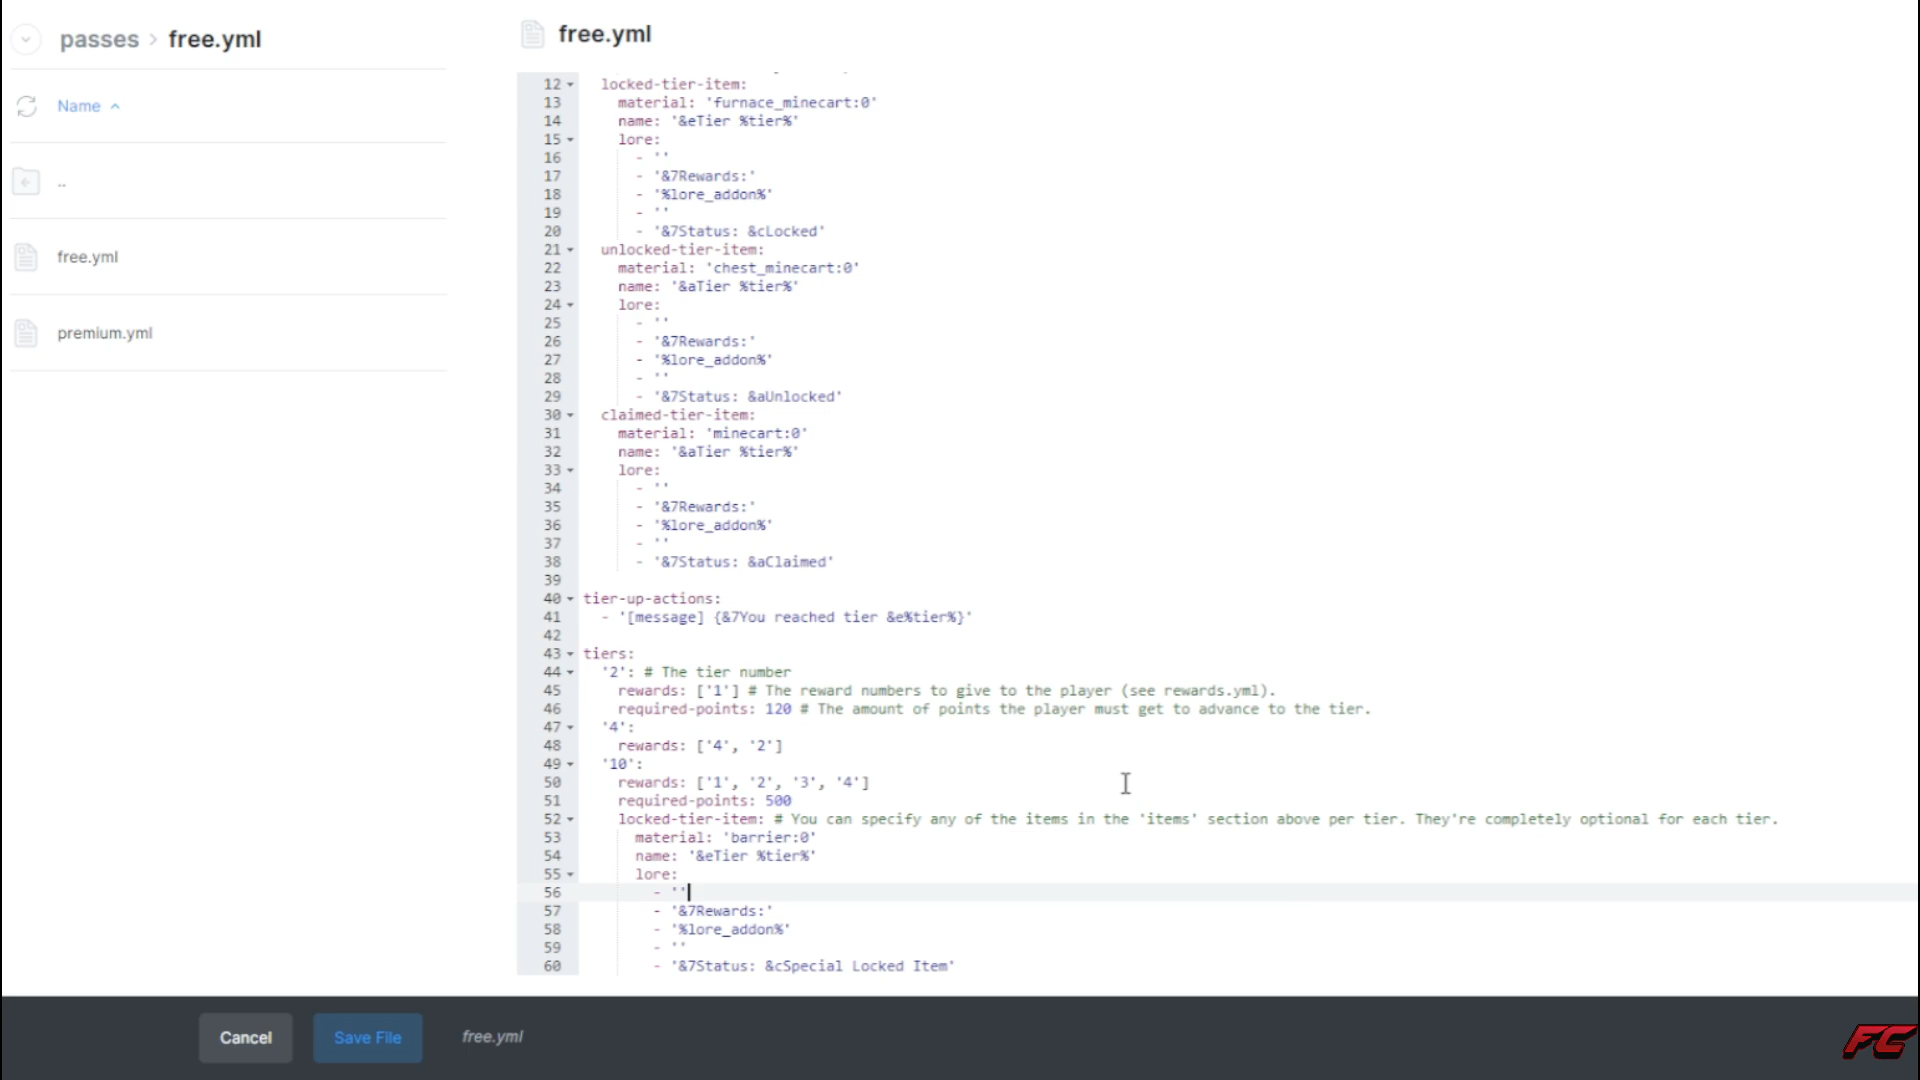 passes > free.yml
Name
..
free.yml
premium.yml
free.yml
12 locked-tier-item:
13 material: 'furnace_minecart:0'
14 name: '&eTier %tier%'
15 lore:
16 - ''
17 - '&7Rewards:'
18 - '%lore_addon%'
19 - ''
20 - '&7Status: &cLocked'
21 unlocked-tier-item:
22 material: 'chest_minecart:0'
23 name: '&aTier %tier%'
24 lore:
25 - ''
26 - '&7Rewards:'
27 - '%lore_addon%'
28 - ''
29 - '&7Status: &aUnlocked'
30 claimed-tier-item:
31 material: 'minecart:0'
32 name: '&aTier %tier%'
33 lore:
34 - ''
35 - '&7Rewards:'
36 - '%lore_addon%'
37 - ''
38 - '&7Status: &aClaimed'
39
40 tier-up-actions:
41 - '[message] {&7You reached tier &e%tier%}'
42
43 tiers:
44 '2': # The tier number
45 rewards: ['1'] # The reward numbers to give to the player (see rewards.yml).
46 required-points: 120 # The amount of points the player must get to advance to the tier.
47 '4':
48 rewards: ['4', '2']
49 '10':
50 rewards: ['1', '2', '3', '4']
51 required-points: 500
52 locked-tier-item: # You can specify any of the items in the 'items' section above per tier. They're completely optional for each tier.
53 material: 'barrier:0'
54 name: '&eTier %tier%'
55 lore:
56 - ''
57 - '&7Rewards:'
58 - '%lore_addon%'
59 - ''
60 - '&7Status: &cSpecial Locked Item'
Cancel
Save File
free.yml
FC